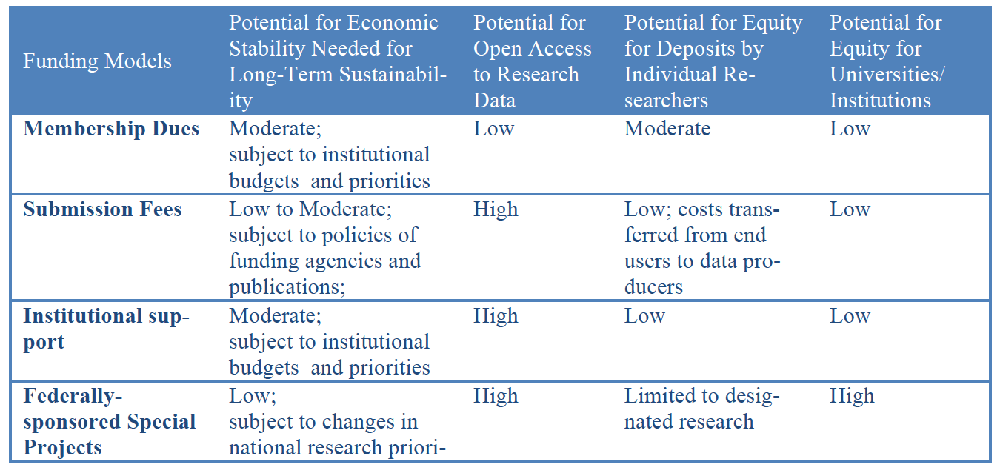 Funding Models
Potential for Economic
Stability Needed for
Long-Term Sustainabil-
ity
Potential for
Open Access
to Research
Data
Potential for Equity
for Deposits by
Individual Re-
searchers
Potential for
Equity for
Universities/
Institutions
Membership Dues
Moderate;
subject to institutional
budgets  and priorities
Low
Moderate
Low
Submission Fees
Low to Moderate;
subject to policies of
funding agencies and
publications;
High
Low; costs trans-
ferred from end
users to data pro-
ducers
Low
Institutional sup-
port
Moderate;
subject to institutional
budgets  and priorities
High
Low
Low
Federally-
sponsored Special
Projects
Low;
subject to changes in
national research priori-
High
Limited to desig-
nated research
High